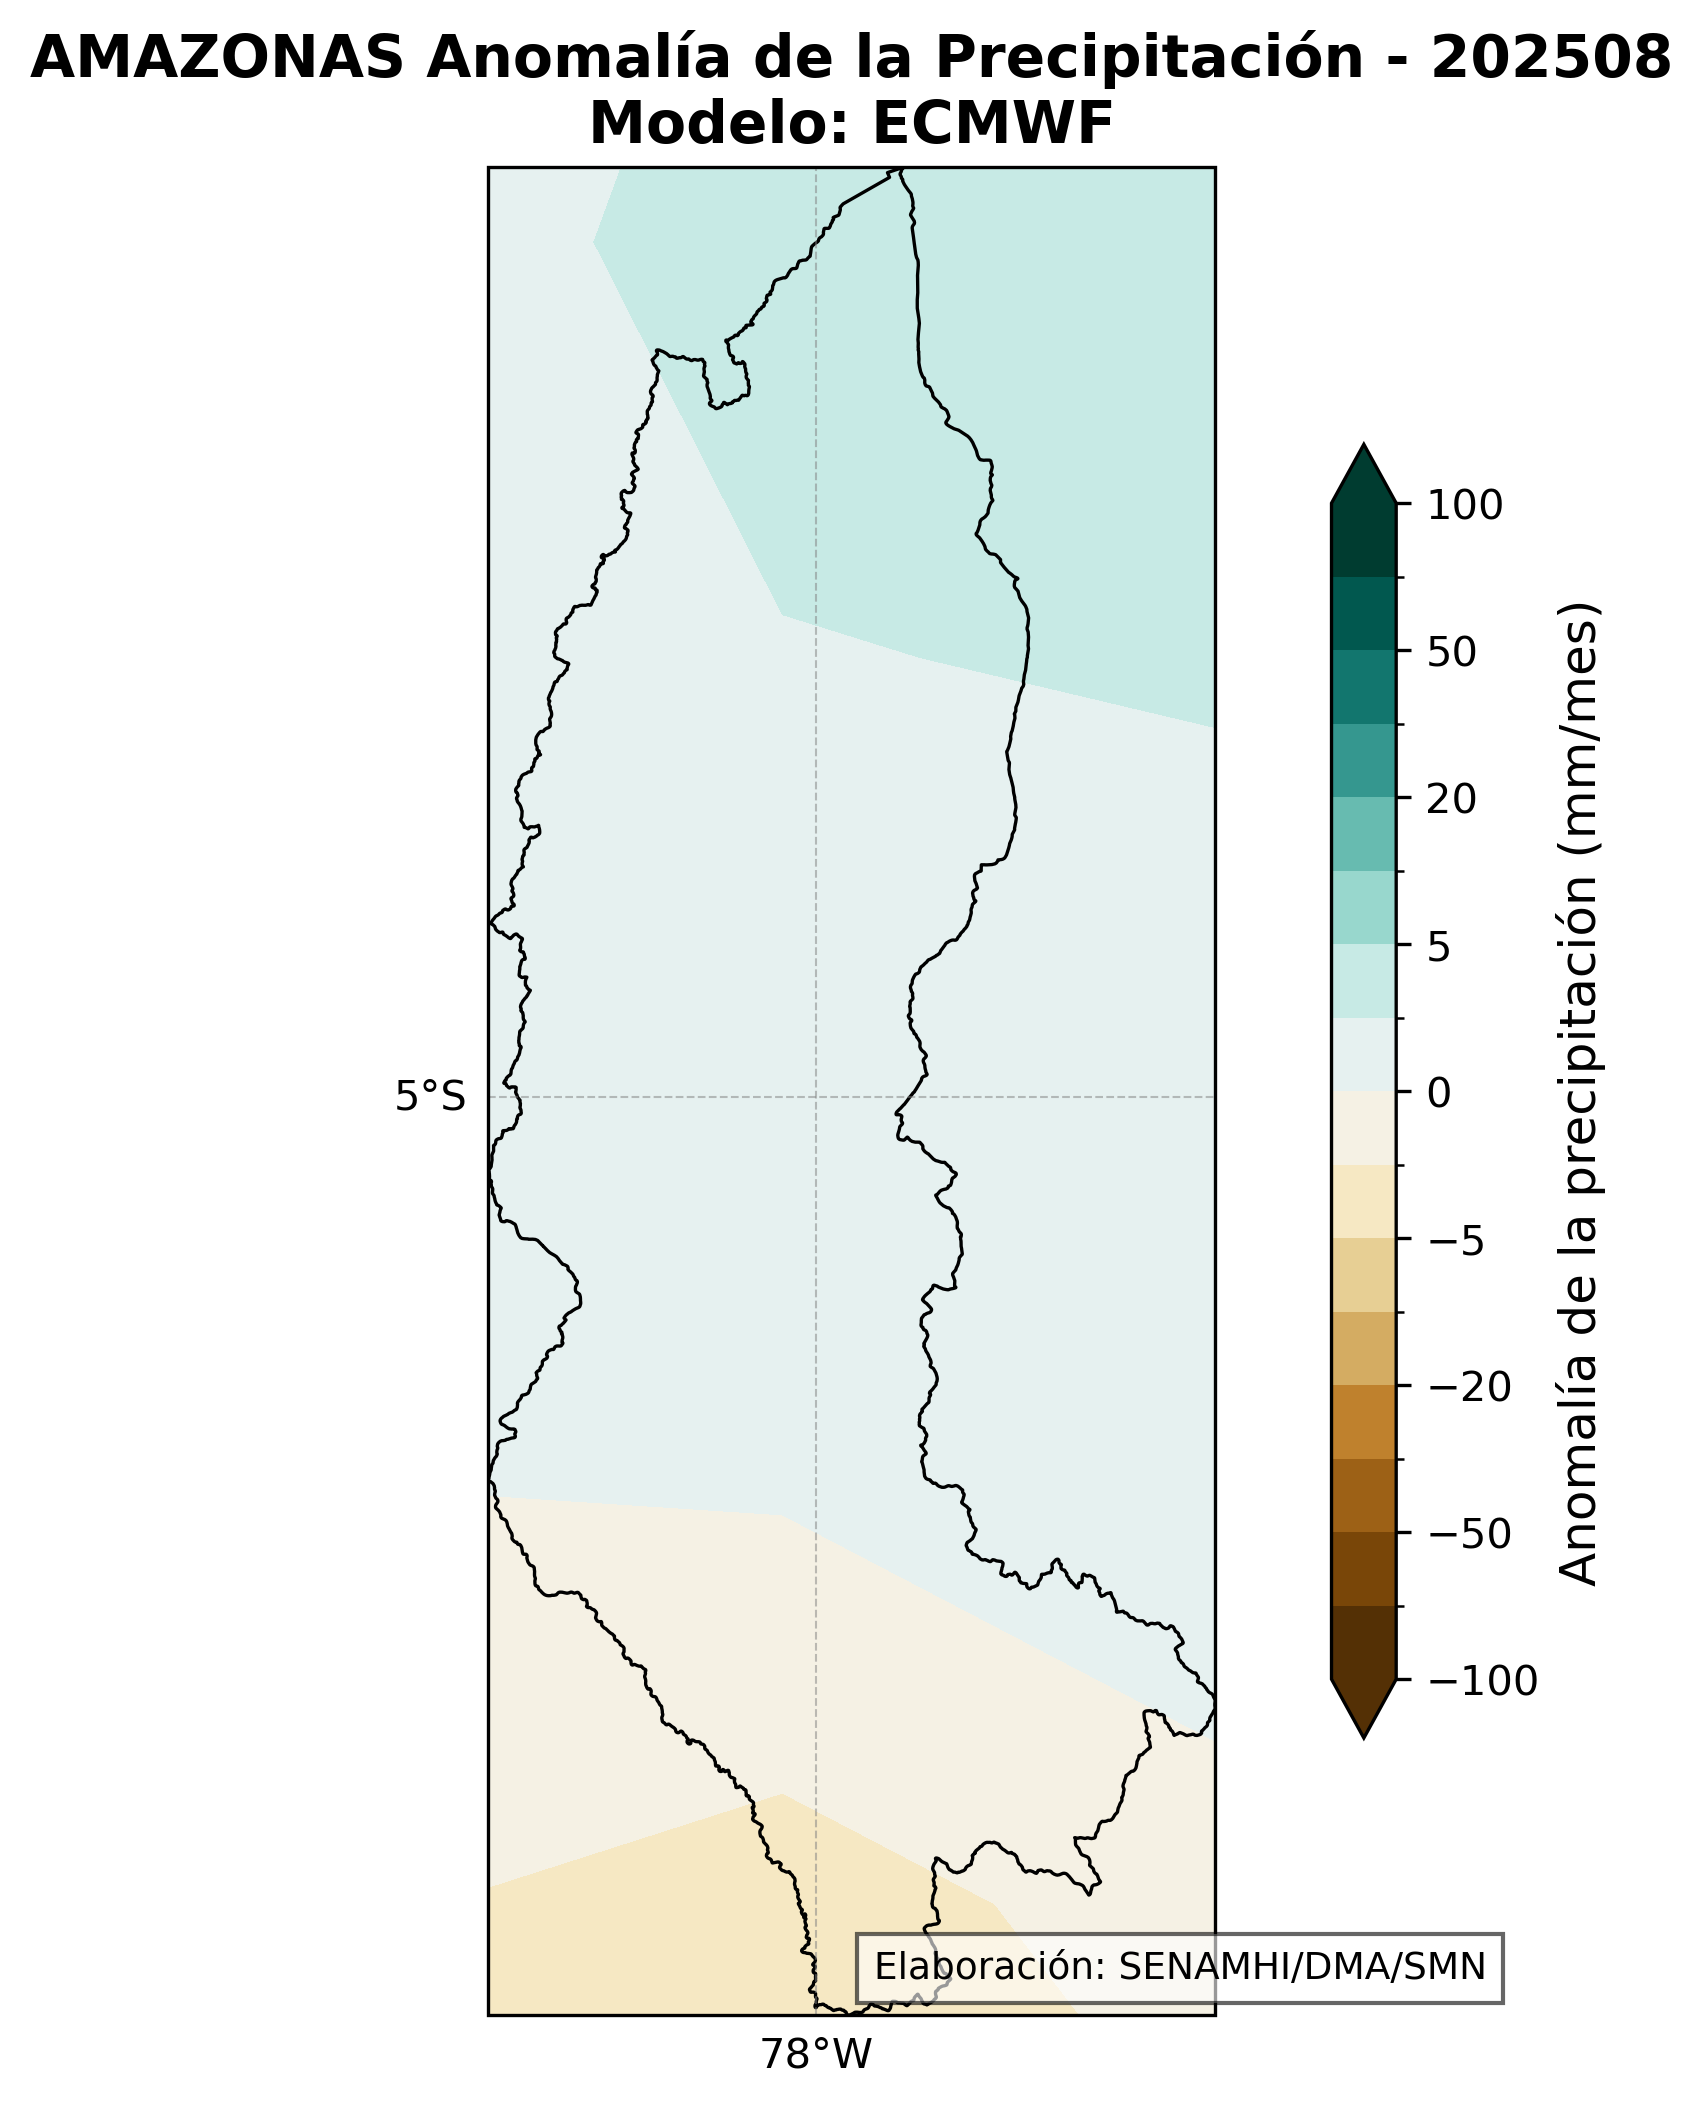 AMAZONAS Anomalía de la Precipitación - 202508
Modelo: ECMWF
5°S
78°W
100
50
20
5
0
−5
−20
−50
−100
Anomalía de la precipitación (mm/mes)
Elaboración: SENAMHI/DMA/SMN